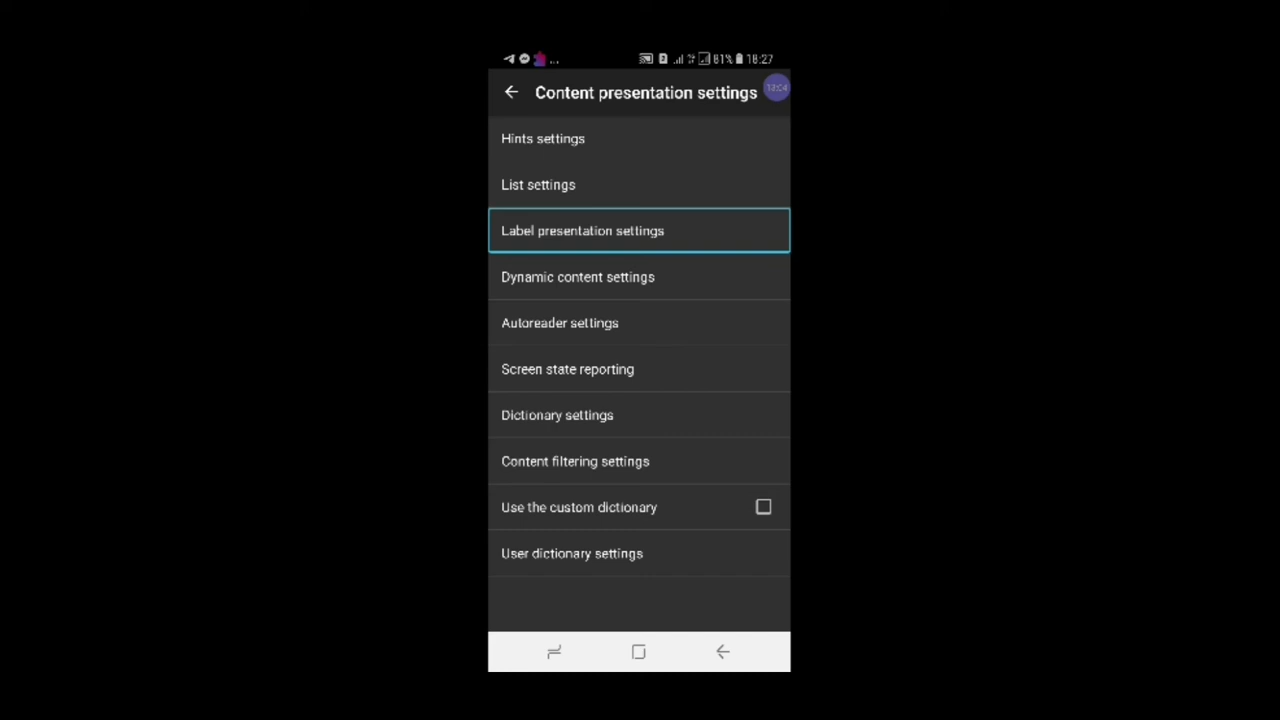 ... 81% 18:27
Content presentation settings
Hints settings
List settings
Label presentation settings
Dynamic content settings
Autoreader settings
Screen state reporting
Dictionary settings
Content filtering settings
Use the custom dictionary
User dictionary settings